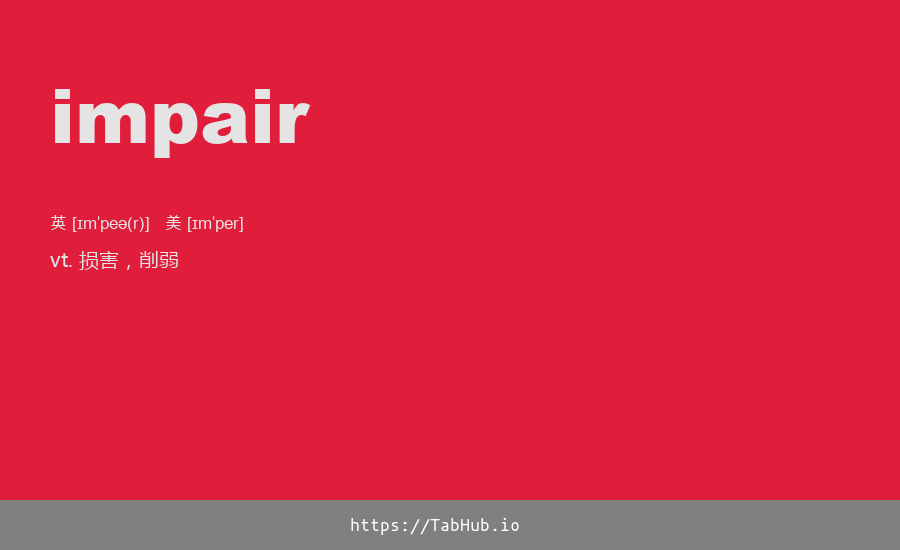 impair
英 [ɪmˈpeə(r)] 美 [ɪmˈper]
vt. 损害，削弱
https://TabHub.io